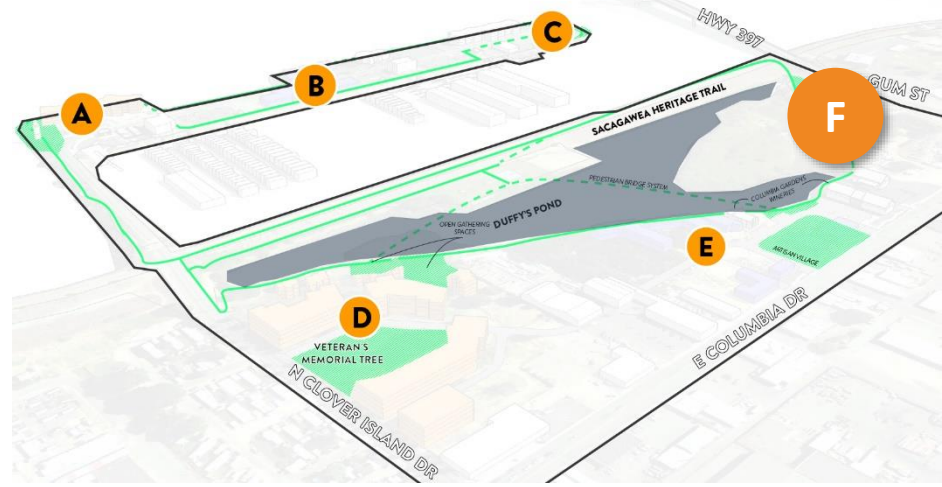 HWY 397
GUM ST
C
B
A
F
SACAGAWEA HERITAGE TRAIL
PEDESTRIAN BRIDGE SYSTEM
COLUMBIA GARDENS
WINERIES
OPEN GATHERING
SPACES
DUFFY'S POND
E
ARTISAN VILLAGE
D
VETERAN'S
MEMORIAL TREE
E COLUMBIA DR
N CLOVER ISLAND DR